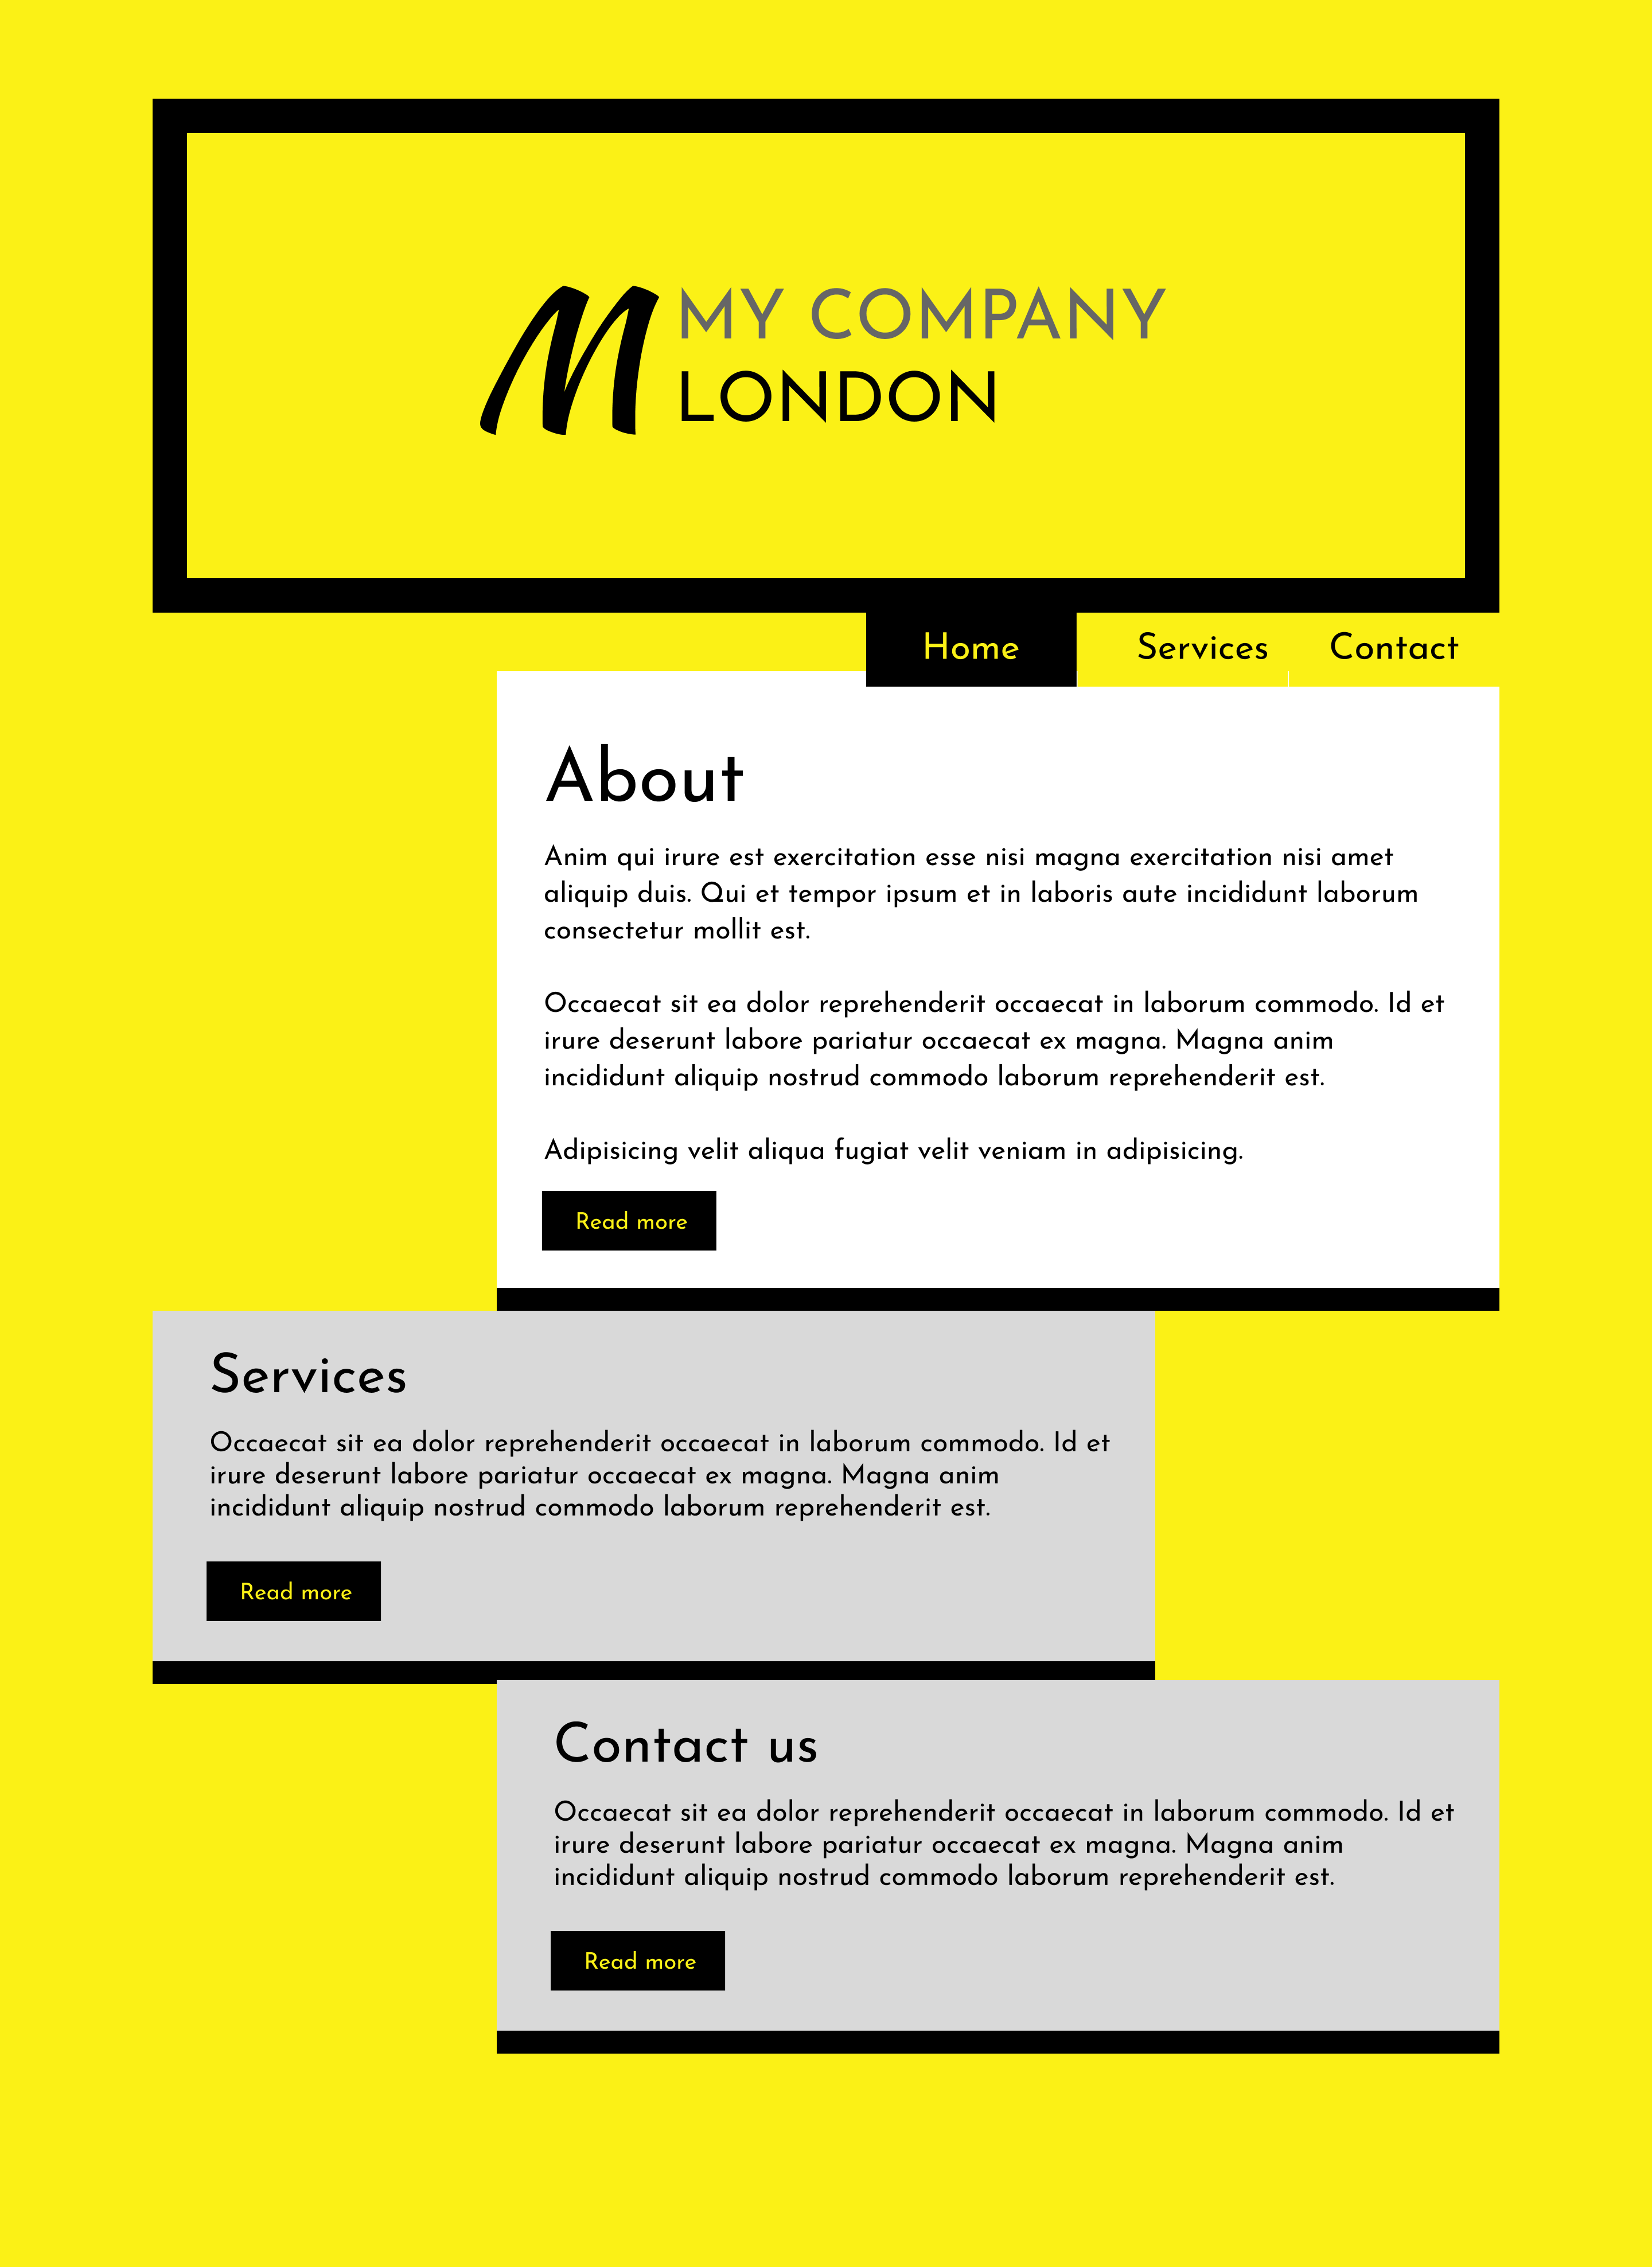 M
MY COMPANY
LONDON
Home
Services
Contact
About
Anim qui irure est exercitation esse nisi magna exercitation nisi amet
aliquip duis. Qui et tempor ipsum et in laboris aute incididunt laborum
consectetur mollit est.
Occaecat sit ea dolor reprehenderit occaecat in laborum commodo. Id et
irure deserunt labore pariatur occaecat ex magna. Magna anim
incididunt aliquip nostrud commodo laborum reprehenderit est.
Adipisicing velit aliqua fugiat velit veniam in adipisicing.
Read more
Services
Occaecat sit ea dolor reprehenderit occaecat in laborum commodo. Id et
irure deserunt labore pariatur occaecat ex magna. Magna anim
incididunt aliquip nostrud commodo laborum reprehenderit est.
Read more
Contact us
Occaecat sit ea dolor reprehenderit occaecat in laborum commodo. Id et
irure deserunt labore pariatur occaecat ex magna. Magna anim
incididunt aliquip nostrud commodo laborum reprehenderit est.
Read more